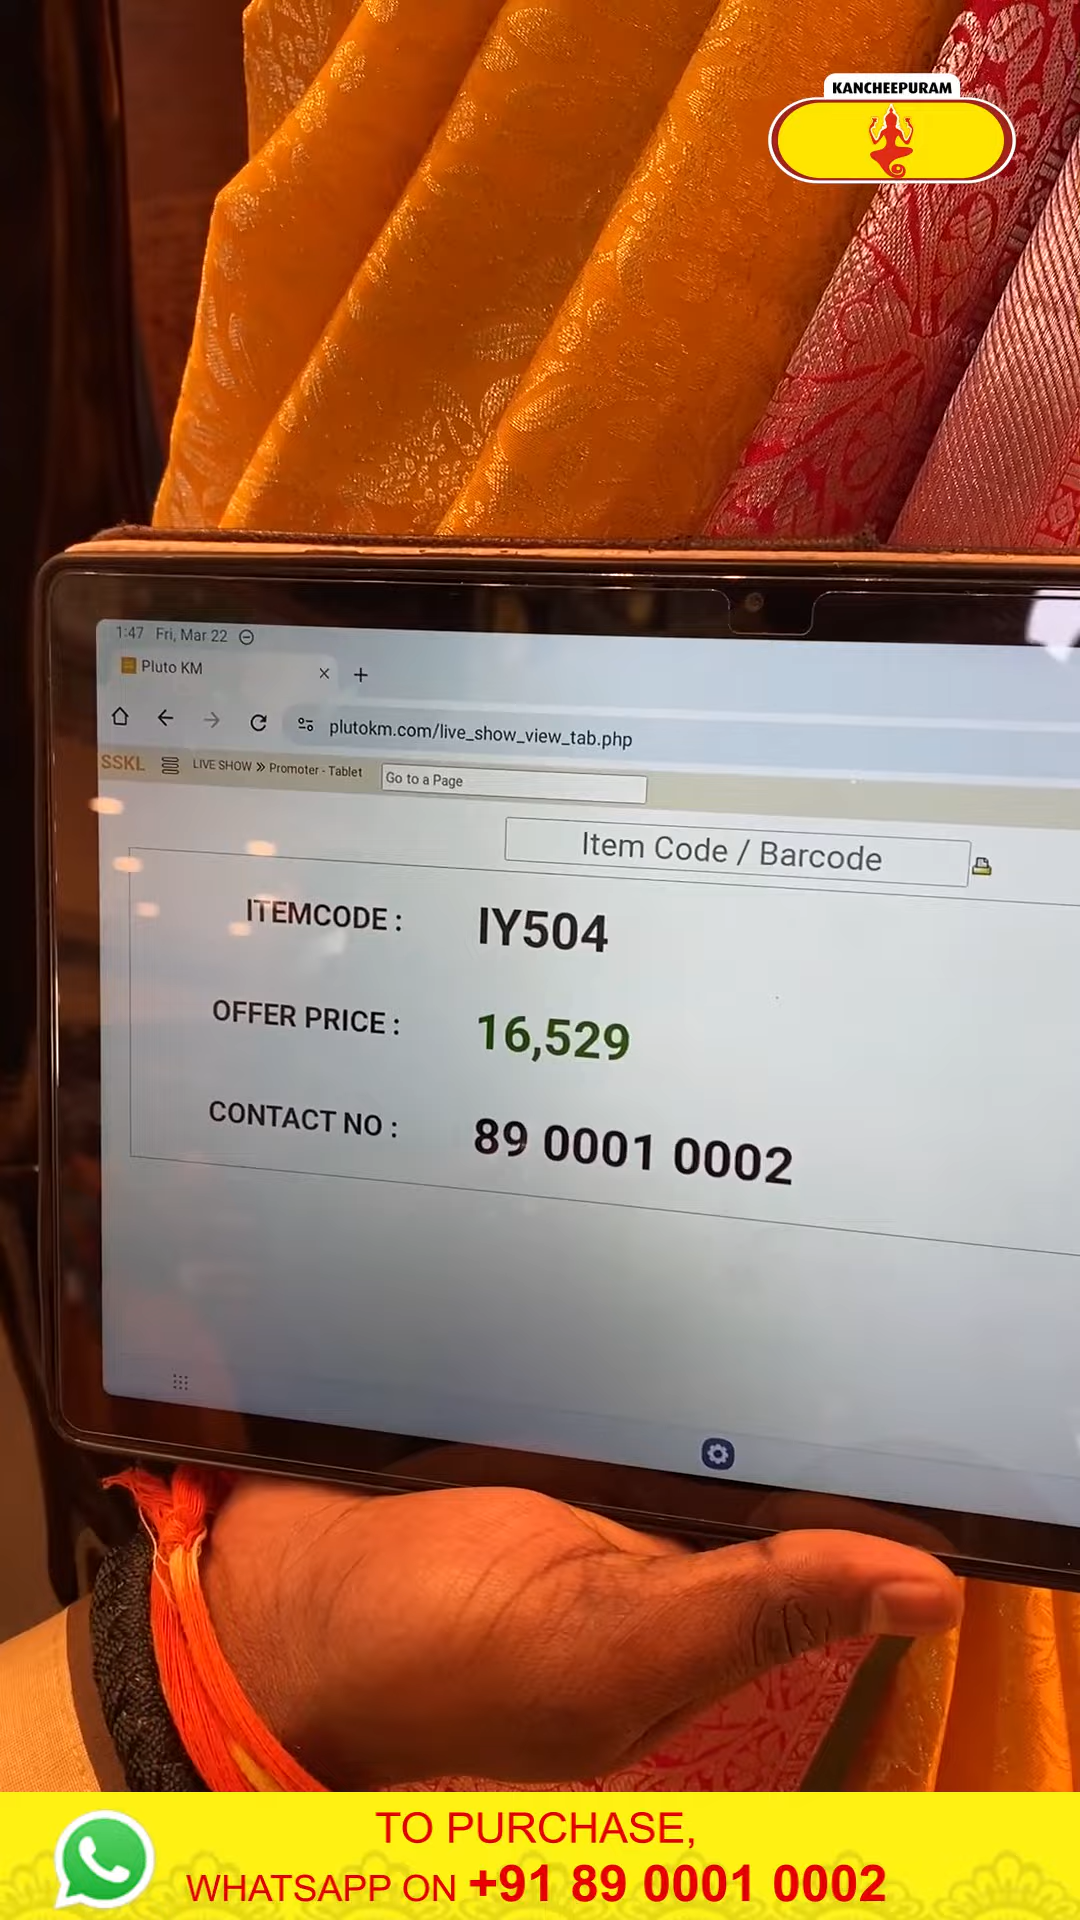 KANCHEEPURAM
1:47 Fri, Mar 22
Pluto KM
plutokm.com/live_show_view_tab.php
SSKL LIVE SHOW » Promoter - Tablet Go to a Page
Item Code / Barcode
ITEMCODE : IY504
OFFER PRICE : 16,529
CONTACT NO : 89 0001 0002
TO PURCHASE,
WHATSAPP ON +91 89 0001 0002